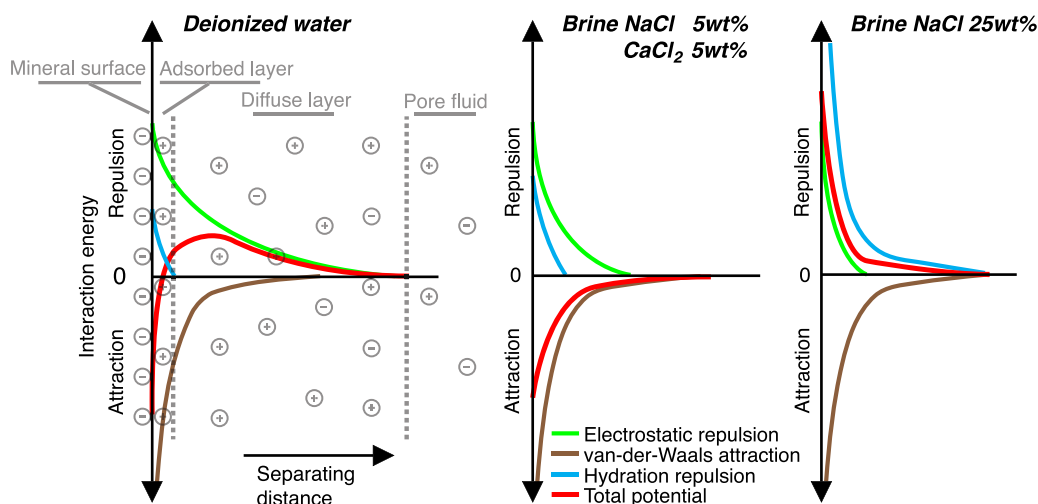 Deionized water
Mineral surface
Adsorbed layer
Diffuse layer
Pore fluid
Interaction energy
Repulsion
0
Attraction
Separating
distance
Brine NaCl 5wt%
CaCl2 5wt%
Repulsion
0
Attraction
Electrostatic repulsion
van-der-Waals attraction
Hydration repulsion
Total potential
Brine NaCl 25wt%
Repulsion
0
Attraction